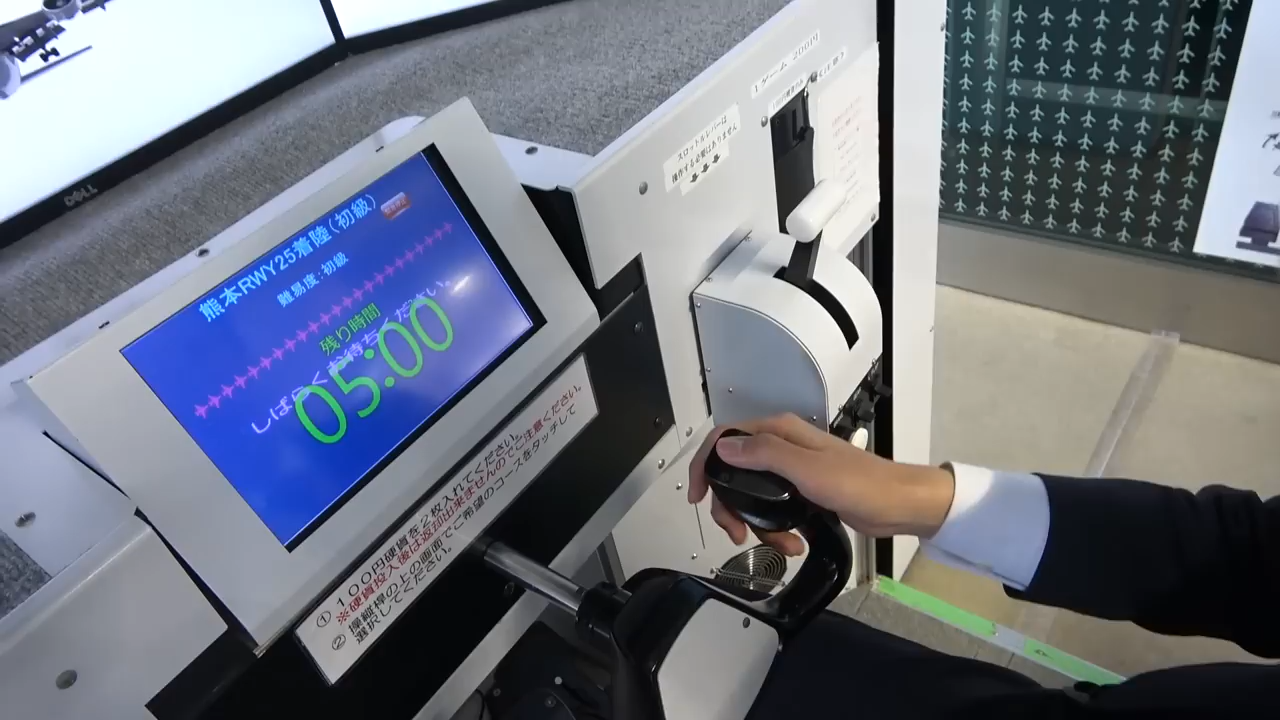 DELL
1ゲーム 200円
スロットルレバーは
操作する必要はありません
熊本RWY25着陸(初級)
難易度:初級
残り時間
しばらくお待ちください。
05:00
① 100円硬貨を2枚入れてください。
※硬貨投入後は返却出来ませんのでご注意ください。
② 操縦桿の上の画面でご希望のコースをタッチして
選択してください。